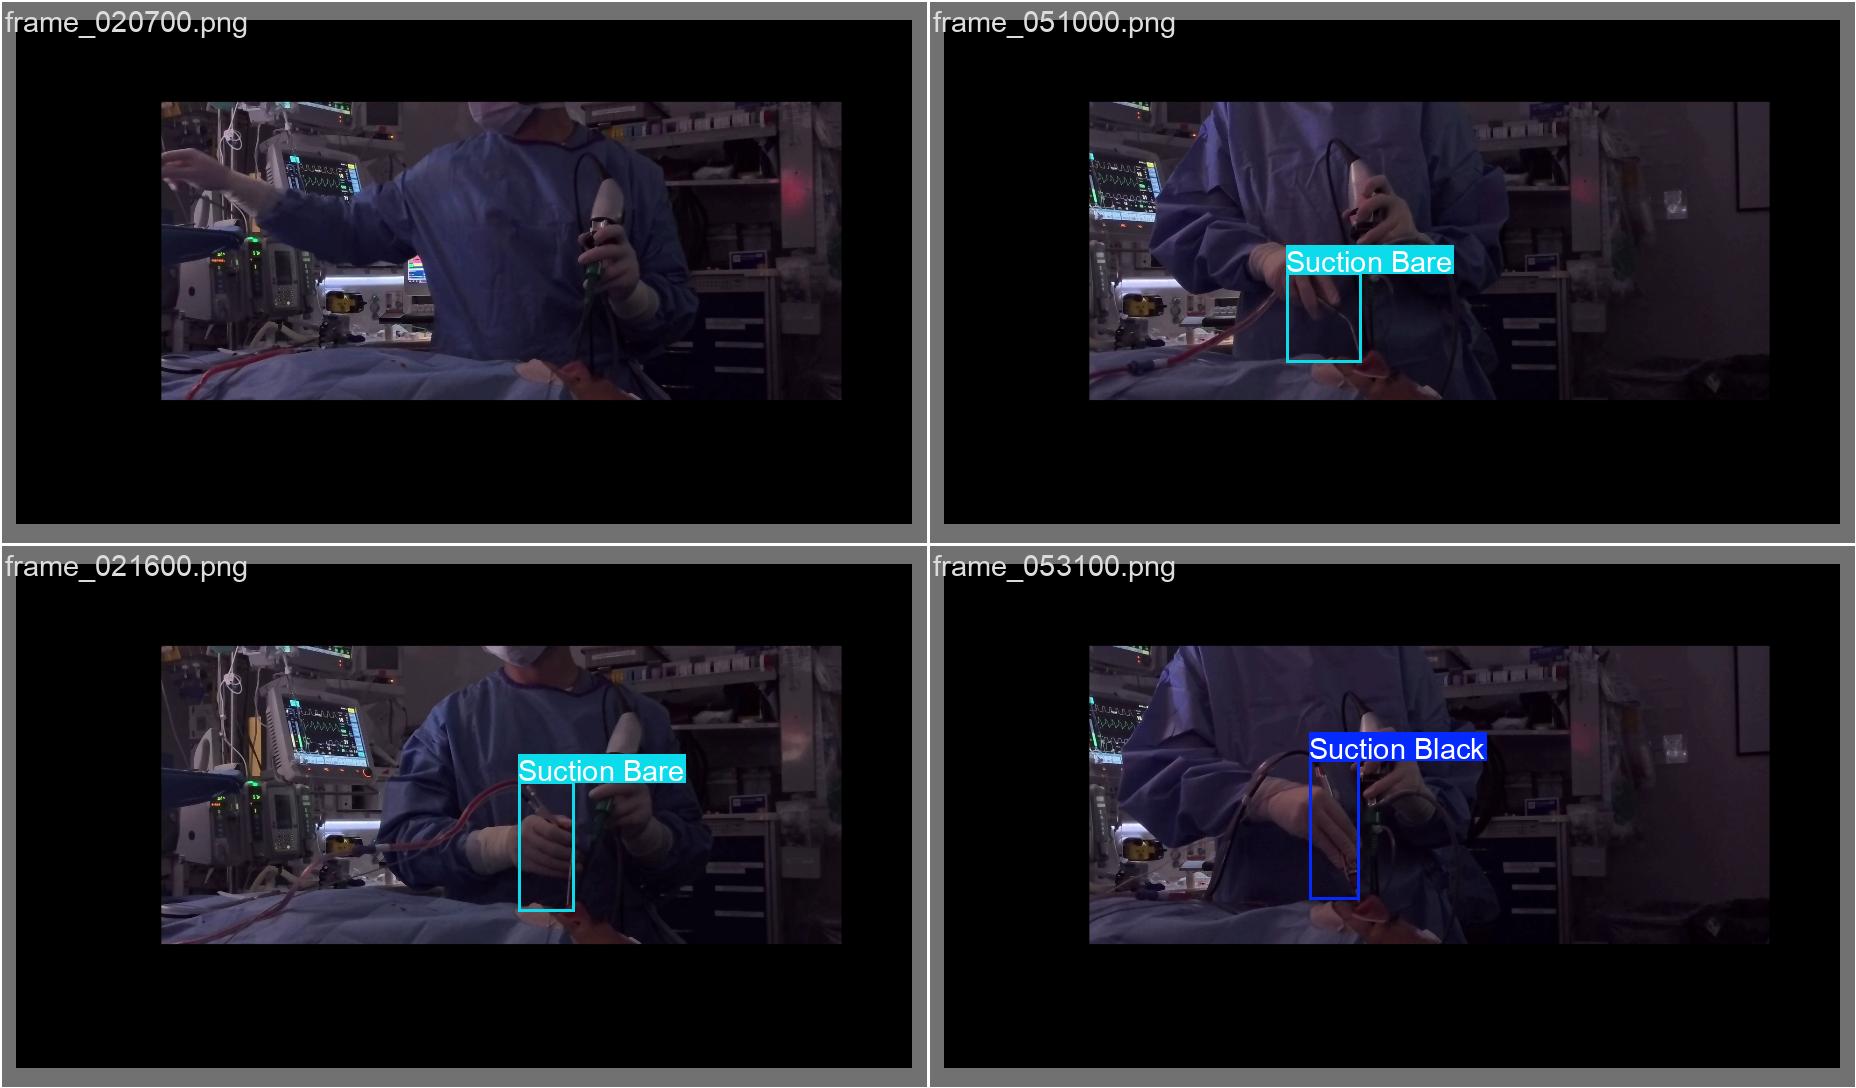 frame_020700.png
frame_051000.png
Suction Bare
frame_021600.png
Suction Bare
frame_053100.png
Suction Black